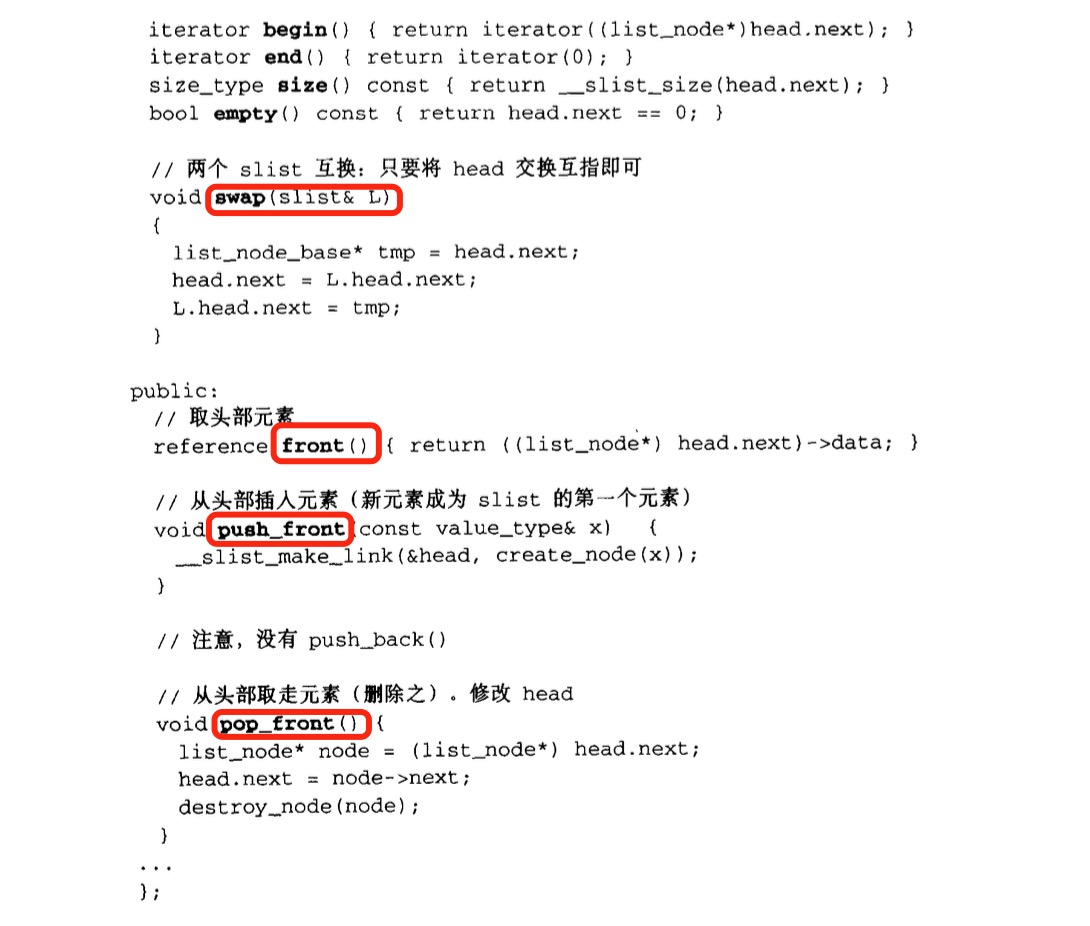 iterator begin() { return iterator((list_node*)head.next); }
iterator end() { return iterator(0); }
size_type size() const { return __slist_size(head.next); }
bool empty() const { return head.next == 0; }
// 两个 slist 互换：只要将 head 交换互指即可
void swap(slist& L)
{
list_node_base* tmp = head.next;
head.next = L.head.next;
L.head.next = tmp;
}
public:
// 取头部元素
reference front() { return ((list_node*) head.next)->data; }
// 从头部插入元素（新元素成为 slist 的第一个元素）
void push_front(const value_type& x) {
__slist_make_link(&head, create_node(x));
}
// 注意，没有 push_back()
// 从头部取走元素（删除之）。修改 head
void pop_front() {
list_node* node = (list_node*) head.next;
head.next = node->next;
destroy_node(node);
}
...
};